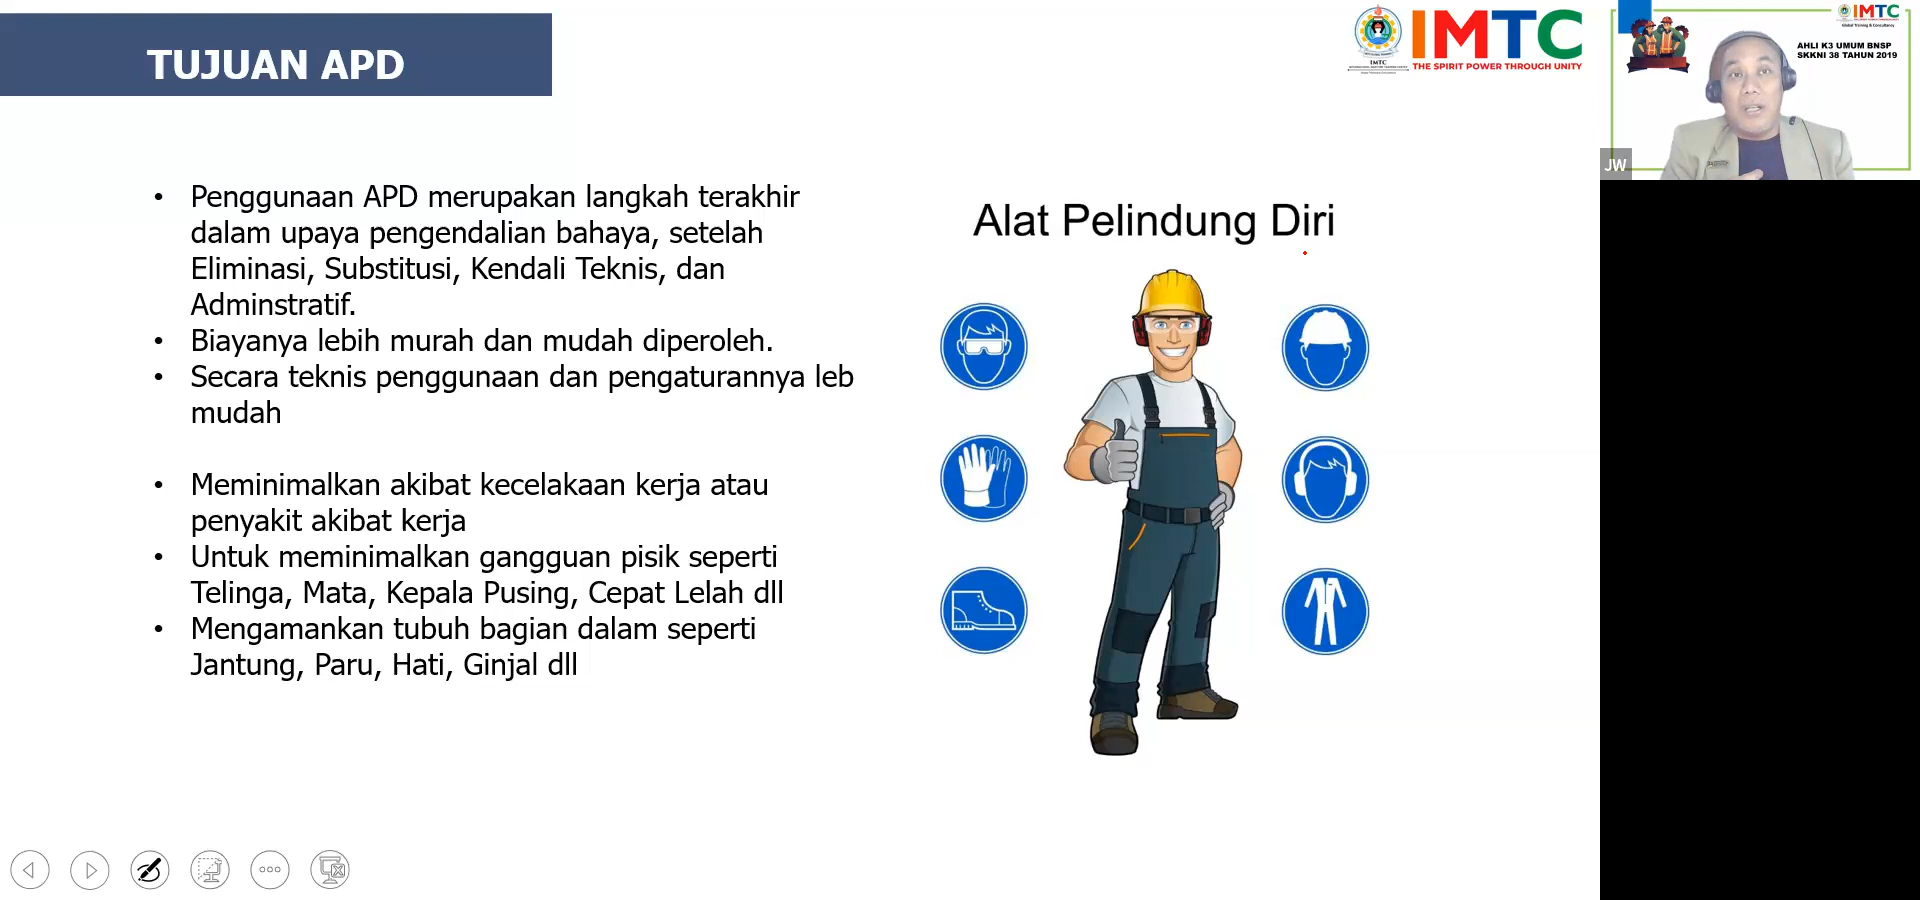 TUJUAN APD
• Penggunaan APD merupakan langkah terakhir
dalam upaya pengendalian bahaya, setelah
Eliminasi, Substitusi, Kendali Teknis, dan
Adminstratif.
• Biayanya lebih murah dan mudah diperoleh.
• Secara teknis penggunaan dan pengaturannya leb
mudah
• Meminimalkan akibat kecelakaan kerja atau
penyakit akibat kerja
• Untuk meminimalkan gangguan pisik seperti
Telinga, Mata, Kepala Pusing, Cepat Lelah dll
• Mengamankan tubuh bagian dalam seperti
Jantung, Paru, Hati, Ginjal dll
Alat Pelindung Diri
IMTC
IMTC
THE SPIRIT POWER THROUGH UNITY
IMTC
Global Training & Consultancy
AHLI K3 UMUM BNSP
SKKNI 38 TAHUN 2019
JW